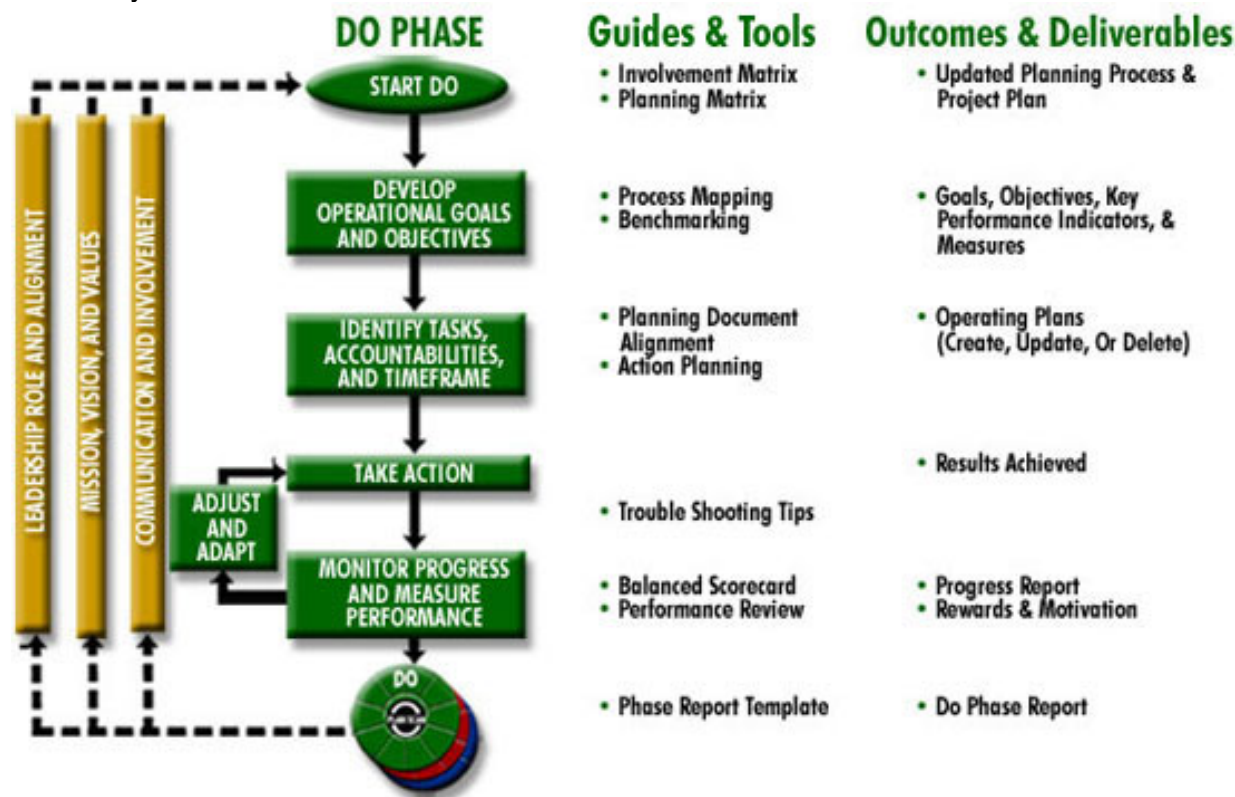 DO PHASE
Guides & Tools
Outcomes & Deliverables
START DO
• Involvement Matrix
• Planning Matrix
• Updated Planning Process &
Project Plan
DEVELOP
OPERATIONAL GOALS
AND OBJECTIVES
• Process Mapping
• Benchmarking
• Goals, Objectives, Key
Performance Indicators, &
Measures
IDENTIFY TASKS,
ACCOUNTABILITIES,
AND TIMEFRAME
• Planning Document
Alignment
• Action Planning
• Operating Plans
(Create, Update, Or Delete)
LEADERSHIP ROLE AND ALIGNMENT
MISSION, VISION, AND VALUES
COMMUNICATION AND INVOLVEMENT
TAKE ACTION
• Results Achieved
ADJUST
AND
ADAPT
• Trouble Shooting Tips
MONITOR PROGRESS
AND MEASURE
PERFORMANCE
• Balanced Scorecard
• Performance Review
• Progress Report
• Rewards & Motivation
DO
• Phase Report Template
• Do Phase Report